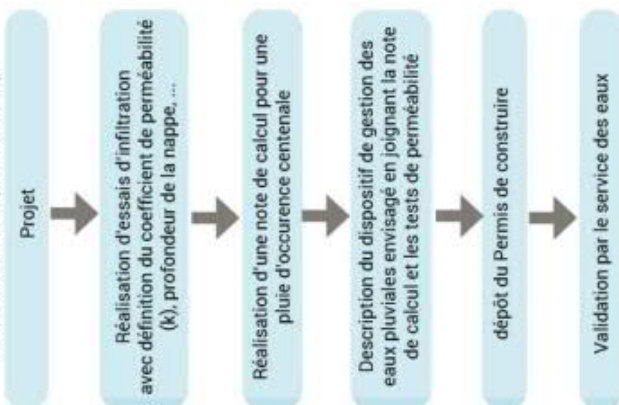 Projet
Réalisation d'essais d'infiltration
avec définition du coefficient de perméabilité
(k), profondeur de la nappe, ...
Réalisation d'une note de calcul pour une
pluie d'occurence centenale
Description du dispositif de gestion des
eaux pluviales envisagé en joignant la note
de calcul et les tests de perméabilité
dépôt du Permis de construire
Validation par le service des eaux